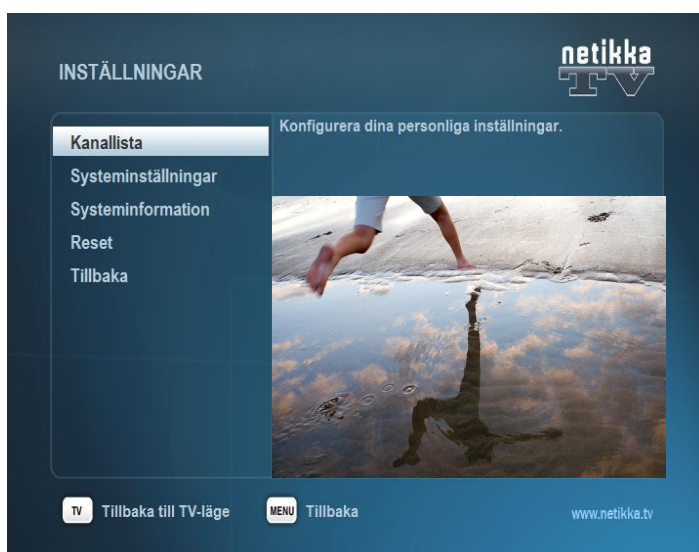 INSTÄLLNINGAR
netikka
TV
Kanallista
Konfigurera dina personliga inställningar.
Systeminställningar
Systeminformation
Reset
Tillbaka
TV Tillbaka till TV-läge MENU Tillbaka www.netikka.tv